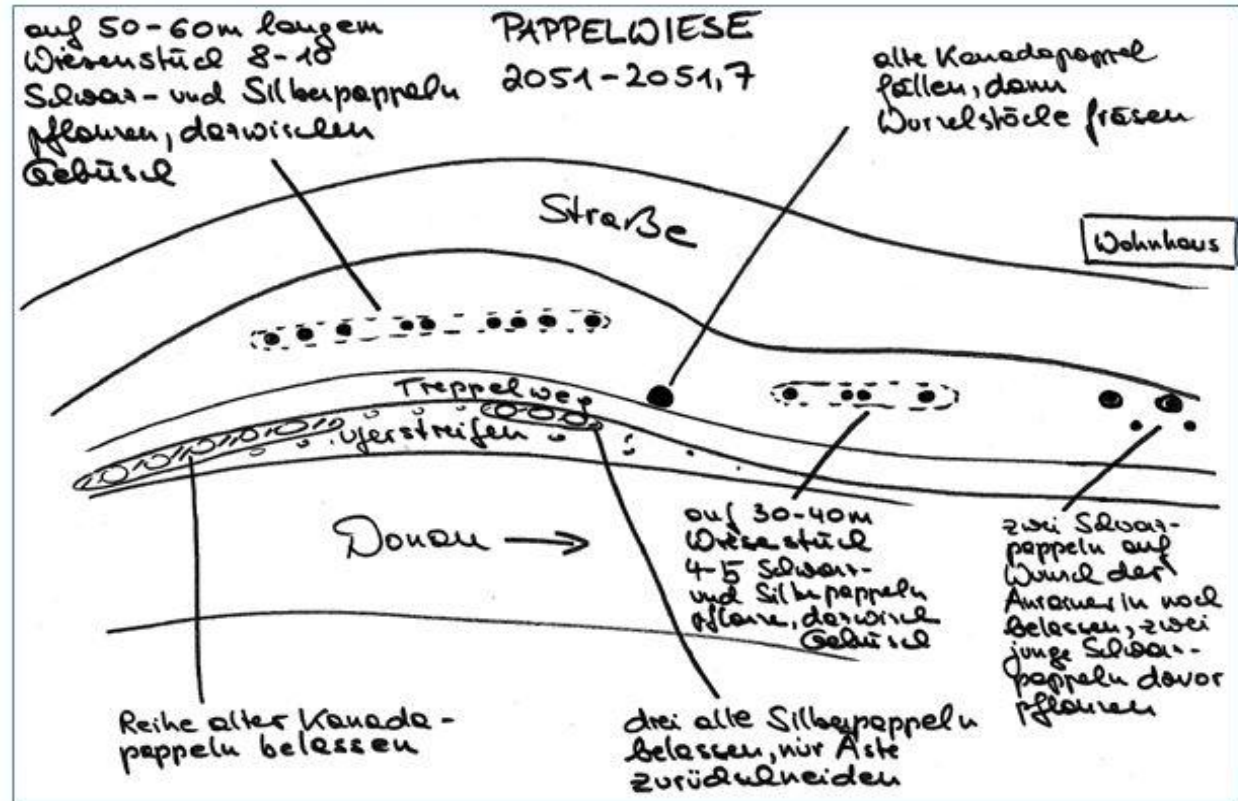 auf 50-60m langem
Wiesenstück 8-10
Schwarz- und Silberpappeln
pflanzen, dazwischen
Gebüsch
PAPPELWIESE
2051-2051,7
alte Kanadapappel
fällen, dann
Wurzelstöcke fräsen
Straße
Wohnhaus
Treppelweg
Uferstreifen
Donau
auf 30-40m
Wiesestück
4-5 Schwarz-
und Silberpappeln
pflanze, dazwisch
Gebüsch
zwei Schwarz-
pappeln auf
Wunsch der
Anrainerin noch
belassen, zwei
junge Schwarz-
pappeln davor
pflanzen
Reihe alter Kanada-
pappeln belassen
drei alte Silberpappeln
belassen, nur Äste
zurückschneiden